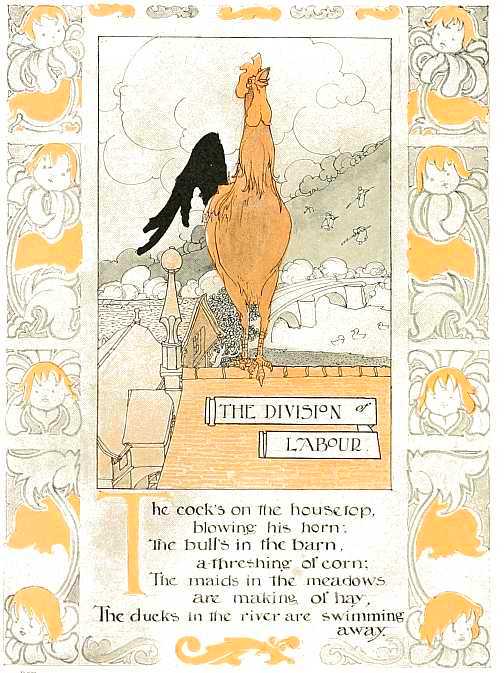 THE DIVISION of
LABOUR.
The cock's on the housetop,
blowing his horn;
The bull's in the barn,
a-threshing of corn;
The maids in the meadows
are making of hay,
The ducks in the river are swimming
away.